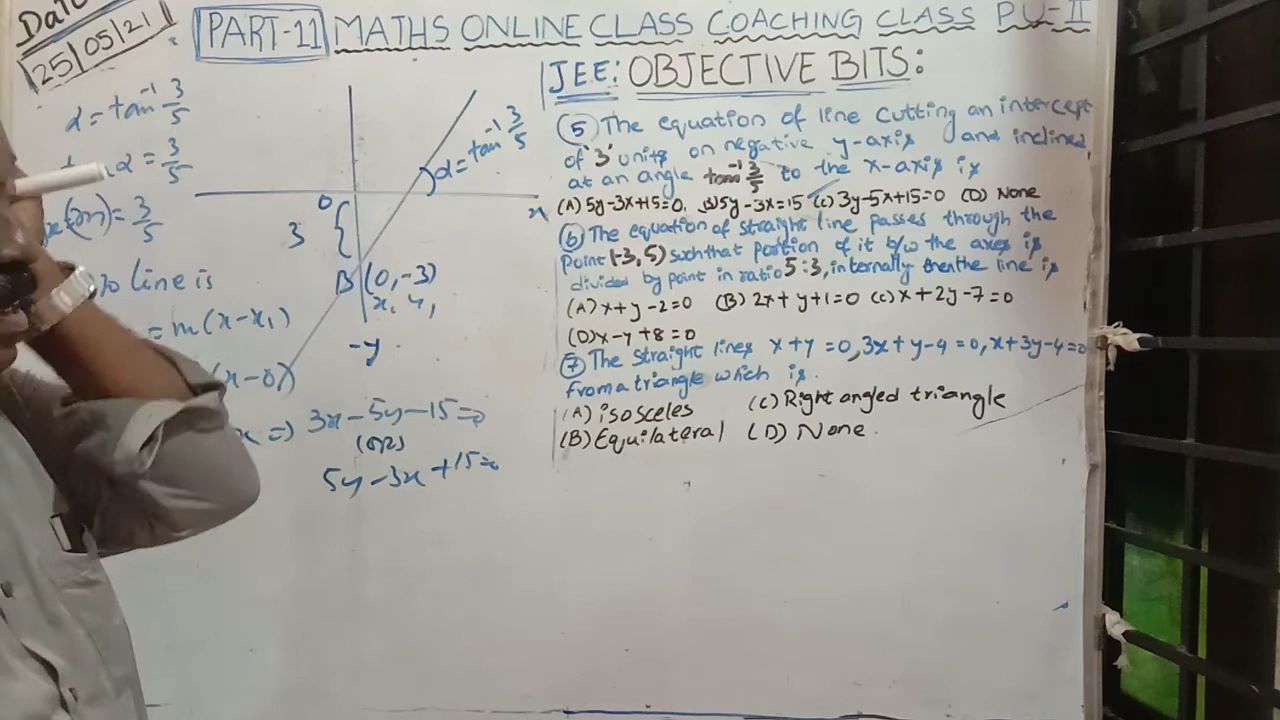 Date
25/05/21
PART-11 MATHS ONLINE CLASS COACHING CLASS P.U-II
α = tan⁻¹ 3/5
α = 3/5
(m) = 3/5
line is
= m(x-x₁)
(x-0)
=> 3x-5y-15=0
(or)
5y-3x+15=0
α = tan⁻¹ 3/5
0
x
3
B (0,-3)
x₁ y₁
-y
JEE: OBJECTIVE BITS:
(5) The equation of line cutting an intercept
of '3' units on negative y-axis and inclined
at an angle tan⁻¹ 3/5 to the x-axis is
(A) 5y-3x+15=0. (B) 5y-3x=15 (C) 3y-5x+15=0 (D) None
(6) The equation of straight line passes through the
point (-3, 5) such that portion of it b/w the axes is
divided by point in ratio 5:3, internally then the line is
(A) x+y-2=0 (B) 2x+y+1=0 (C) x+2y-7=0
(D) x-y+8=0
(7) The straight lines x+y=0, 3x+y-4=0, x+3y-4=0
from a triangle which is.
(A) isosceles (C) Right angled triangle
(B) Equilateral (D) None.